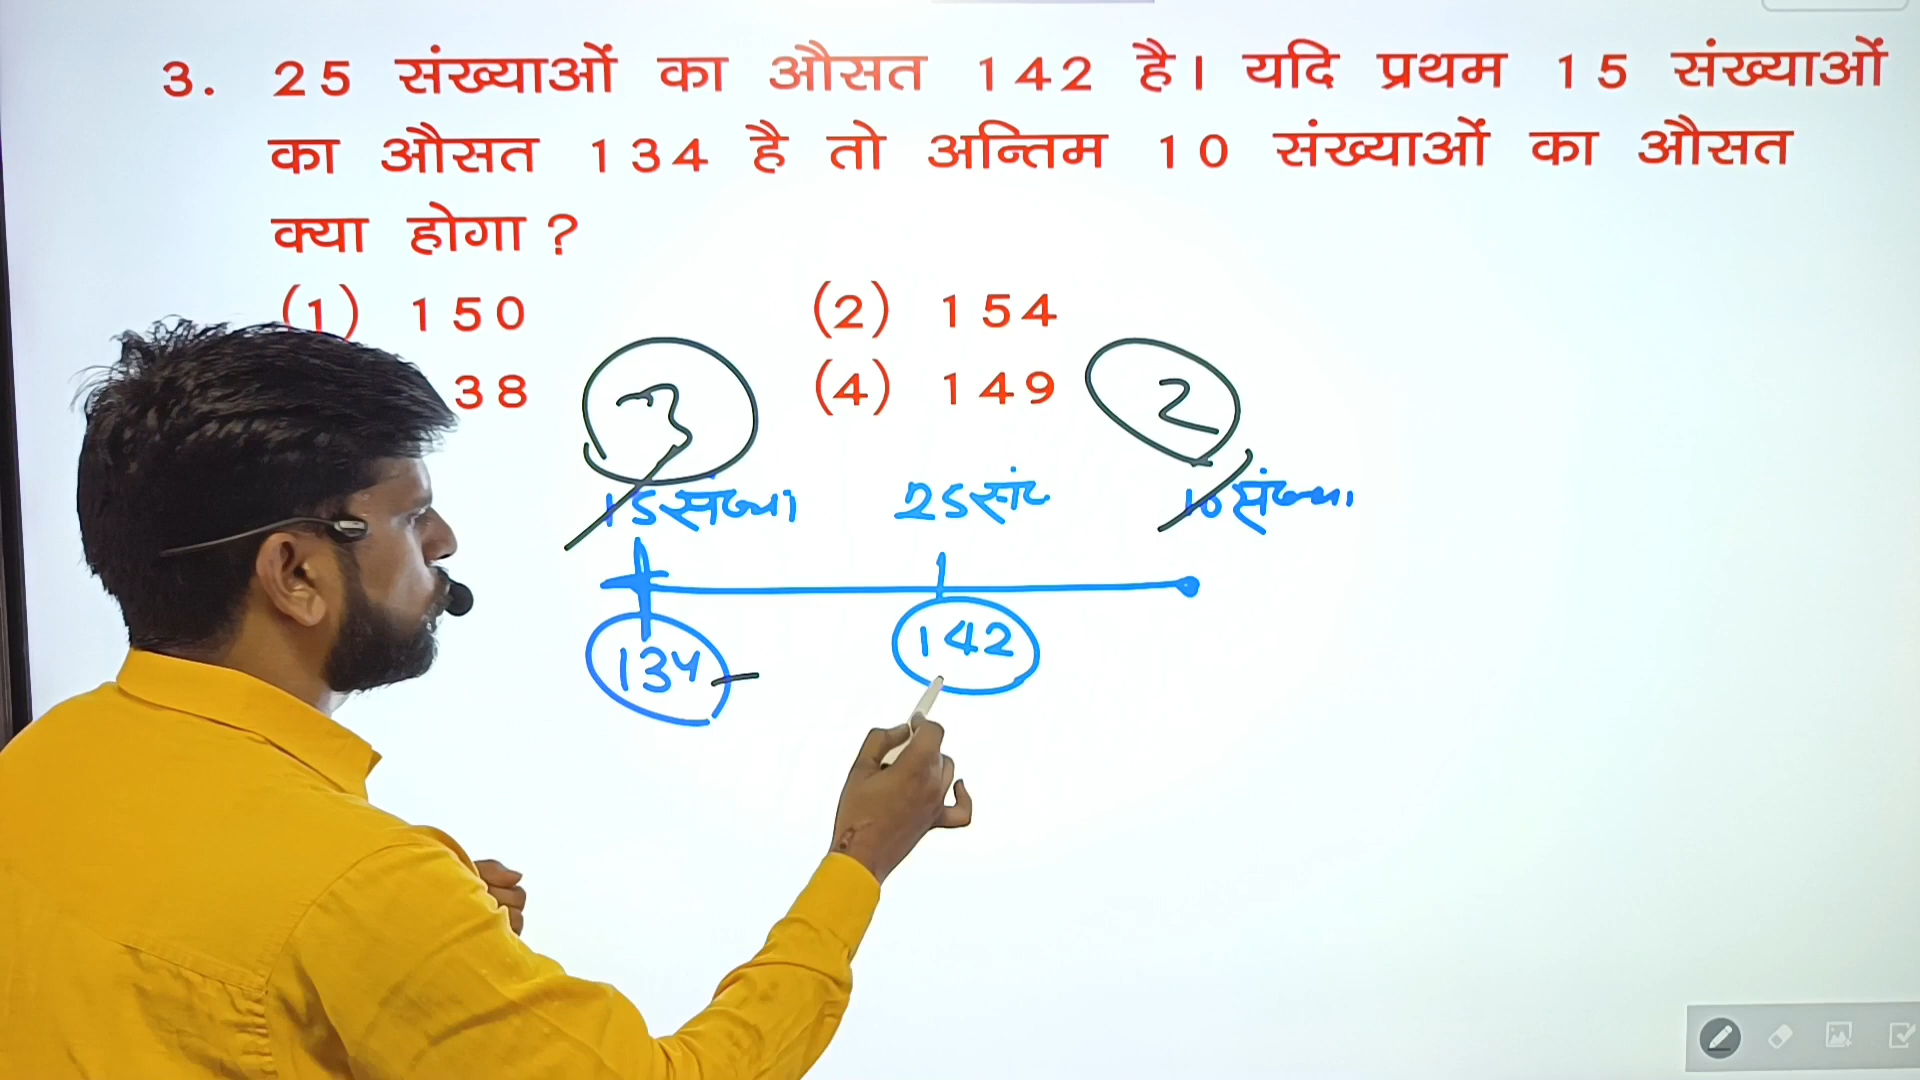 3. 25 संख्याओं का औसत 142 है। यदि प्रथम 15 संख्याओं
का औसत 134 है तो अन्तिम 10 संख्याओं का औसत
क्या होगा ?
(1) 150 (2) 154
38 (4) 149
3 2
15 संख्या 25 सं 10 संख्या
134 142